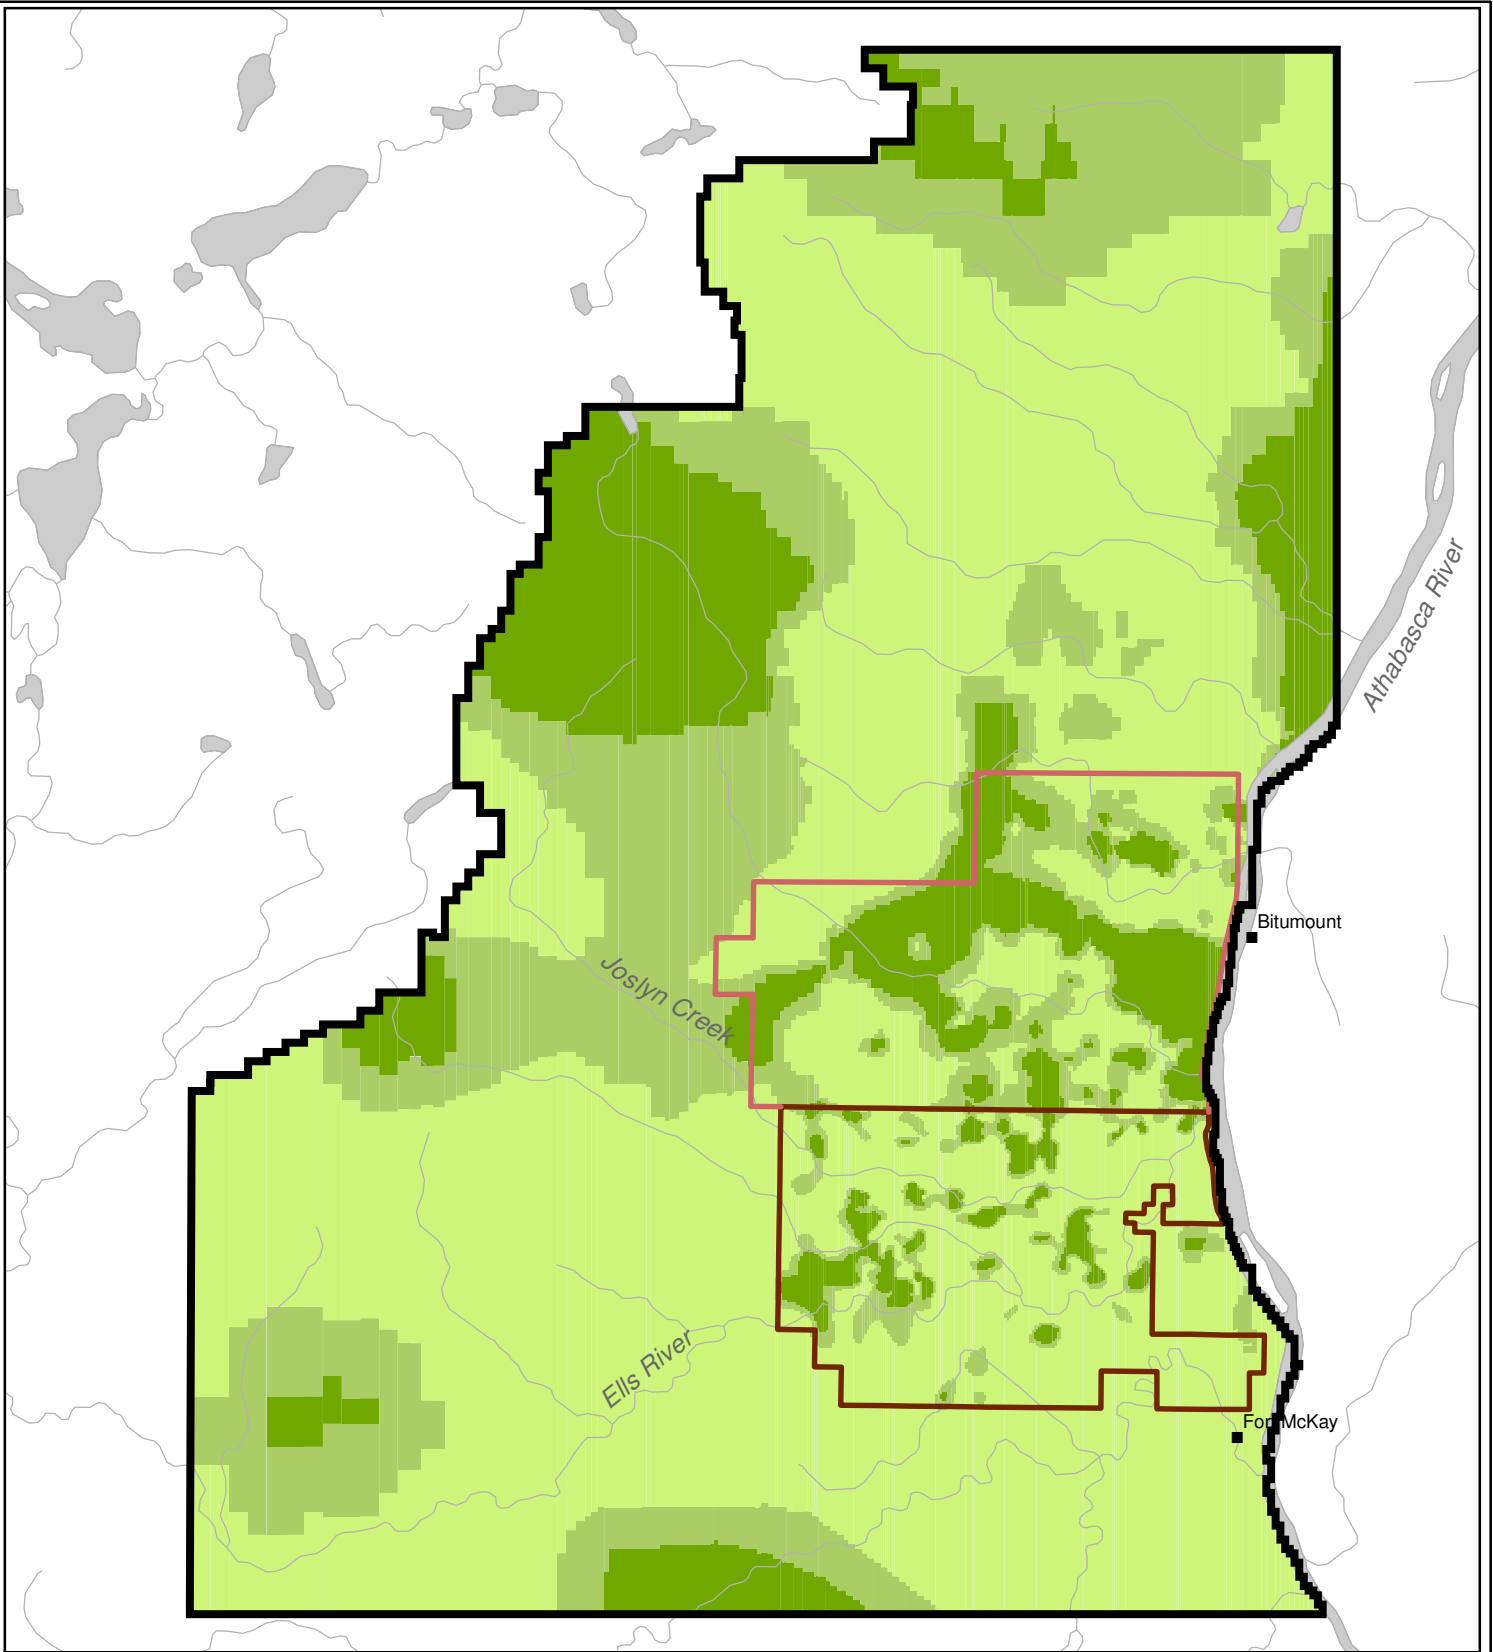 Athabasca River
Bitumount
Joslyn Creek
Ells River
Fort McKay